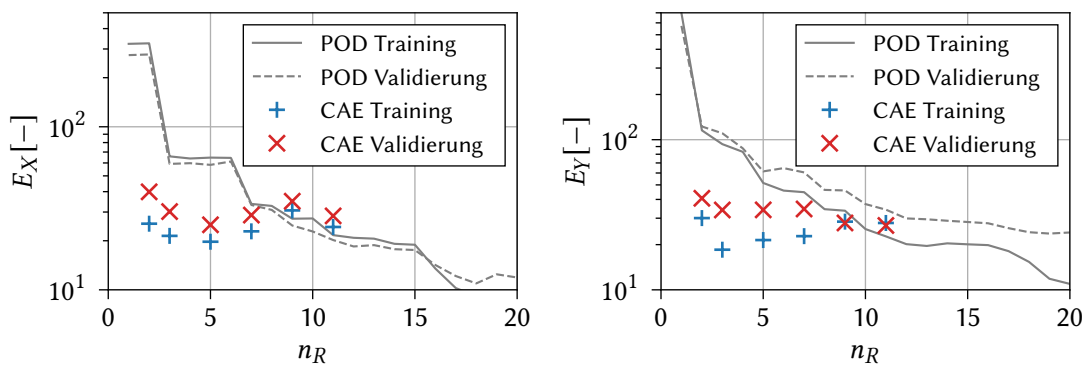 POD Training
POD Validierung
CAE Training
CAE Validierung
E_X [−]
10^2
10^1
0 5 10 15 20
n_R
POD Training
POD Validierung
CAE Training
CAE Validierung
E_Y [−]
10^2
10^1
0 5 10 15 20
n_R